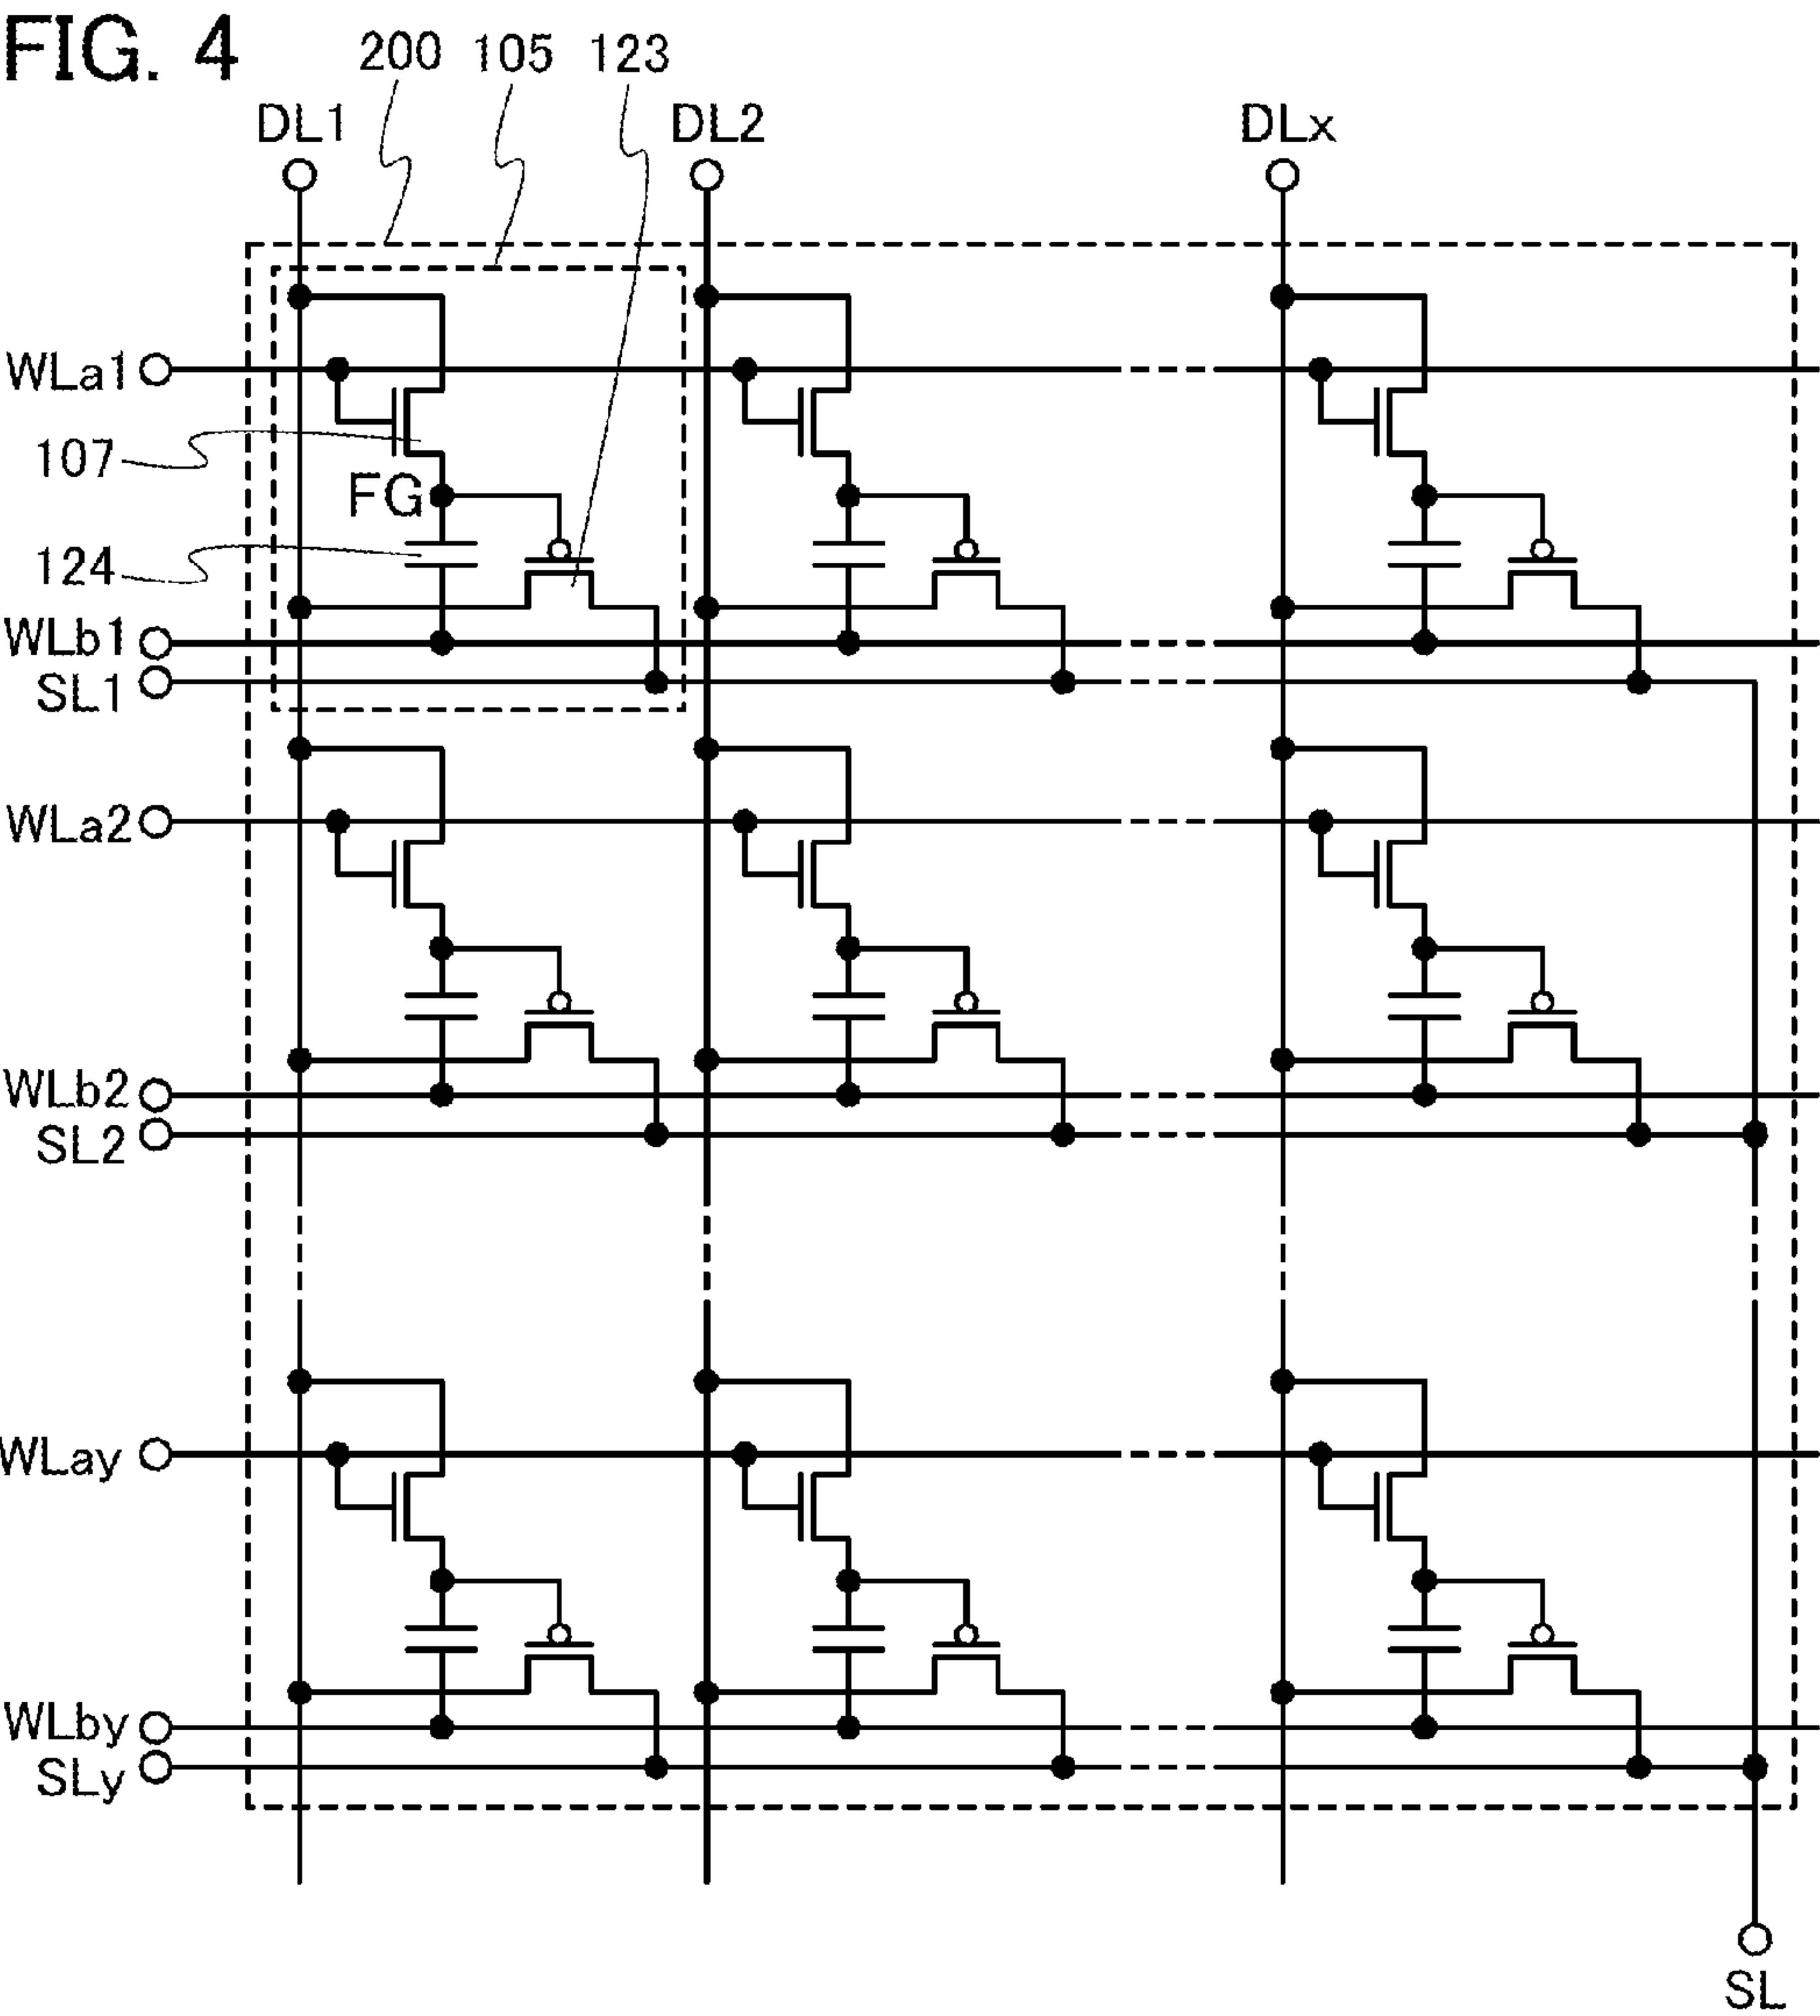 FIG. 4
200 105 123
DL1 DL2 DLx
WLa1
107
FG
124
WLb1
SL1
WLa2
WLb2
SL2
WLay
WLby
SLy
SL